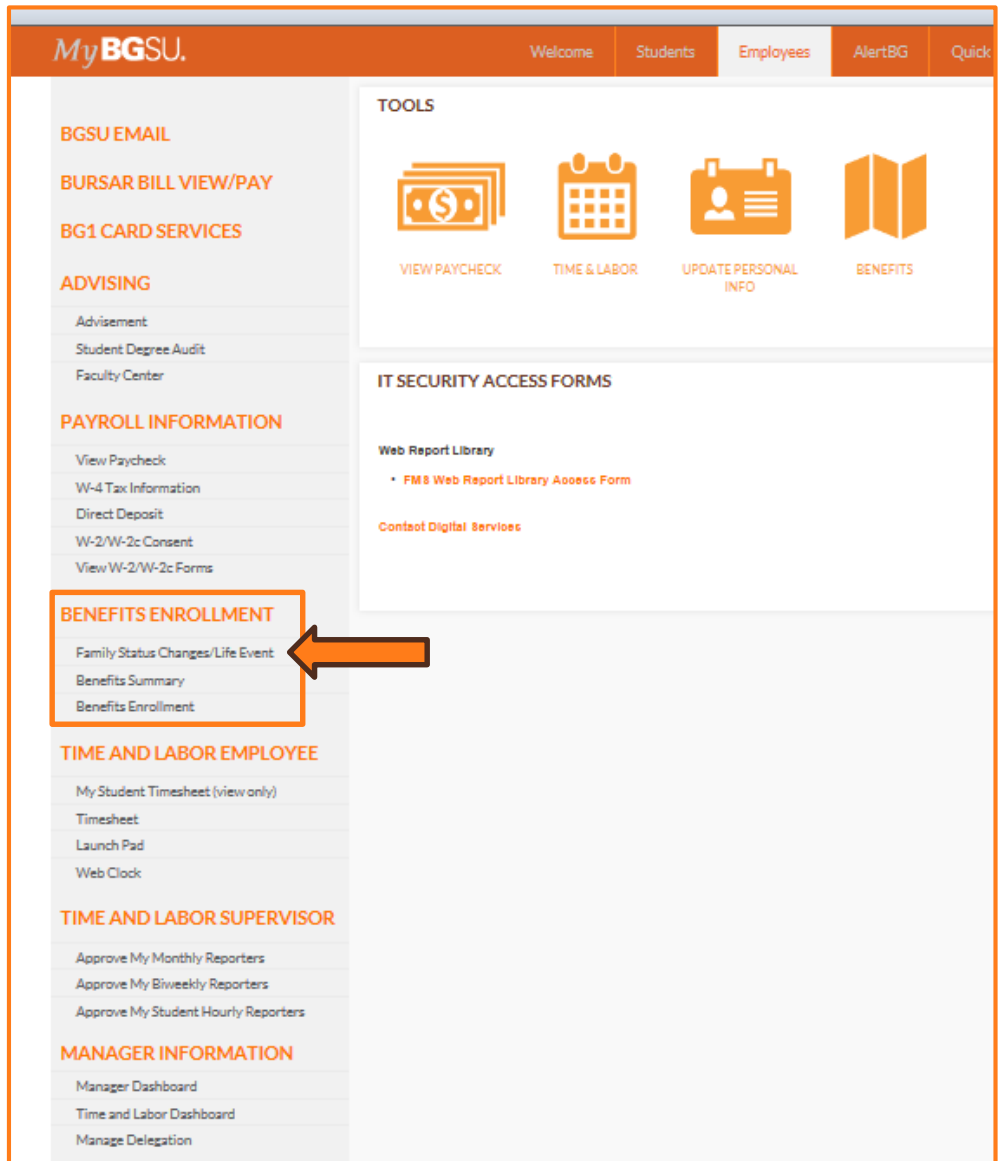 MyBGSU.
Welcome
Students
Employees
AlertBG
Quick
BGSU EMAIL
BURSAR BILL VIEW/PAY
BG1 CARD SERVICES
ADVISING
Advisement
Student Degree Audit
Faculty Center
PAYROLL INFORMATION
View Paycheck
W-4 Tax Information
Direct Deposit
W-2/W-2c Consent
View W-2/W-2c Forms
BENEFITS ENROLLMENT
Family Status Changes/Life Event
Benefits Summary
Benefits Enrollment
TIME AND LABOR EMPLOYEE
My Student Timesheet (view only)
Timesheet
Launch Pad
Web Clock
TIME AND LABOR SUPERVISOR
Approve My Monthly Reporters
Approve My Biweekly Reporters
Approve My Student Hourly Reporters
MANAGER INFORMATION
Manager Dashboard
Time and Labor Dashboard
Manage Delegation
TOOLS
VIEW PAYCHECK
TIME & LABOR
UPDATE PERSONAL
INFO
BENEFITS
IT SECURITY ACCESS FORMS
Web Report Library
• FMS Web Report Library Access Form
Contact Digital Services